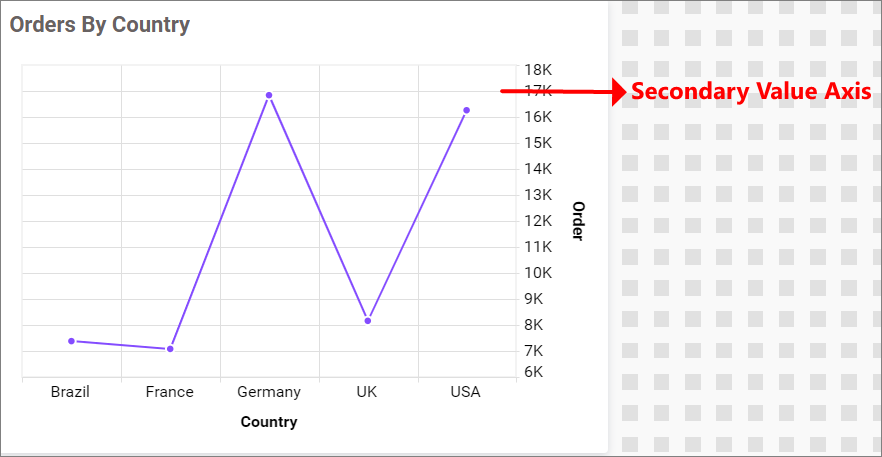 Orders By Country
18K
17K
Secondary Value Axis
16K
15K
14K
13K
12K
11K
10K
9K
8K
7K
6K
Order
Brazil France Germany UK USA
Country